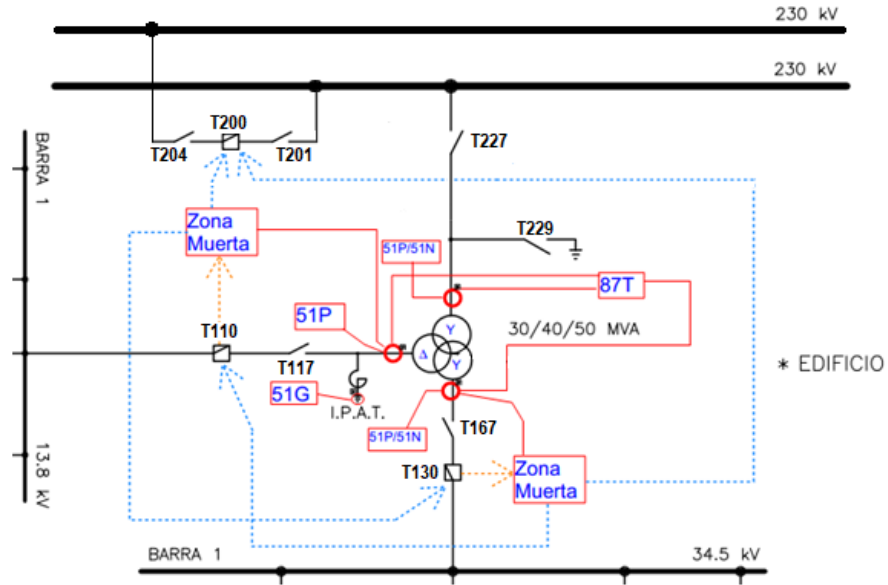 230 kV
230 kV
T200
T204
T201
T227
BARRA 1
Zona
Muerta
T229
51P/51N
87T
51P
T110
Y
Δ
Y
30/40/50 MVA
T117
* EDIFICIO
51G
I.P.A.T.
51P/51N
T167
13.8 kV
T130
Zona
Muerta
BARRA 1
34.5 kV